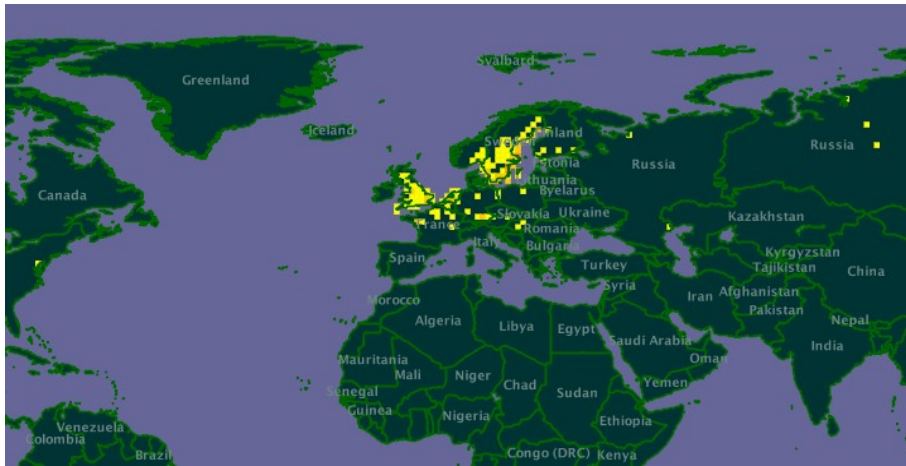 Svalbard
Greenland
Iceland
Finland
Russia
Russia
Estonia
Byelarus
Canada
Kazakhstan
Slovakia
Ukraine
France
Romania
Italy
Bulgaria
Kyrgyzstan
Spain
Turkey
Tajikistan
China
Syria
Iran
Afghanistan
Morocco
Pakistan
Algeria
Libya
Egypt
Nepal
Saudi Arabia
India
Mauritania
Oman
Mali
Niger
Chad
Sudan
Yemen
Senegal
Guinea
Nigeria
Ethiopia
Venezuela
Colombia
Brazil
Congo (DRC)
Kenya